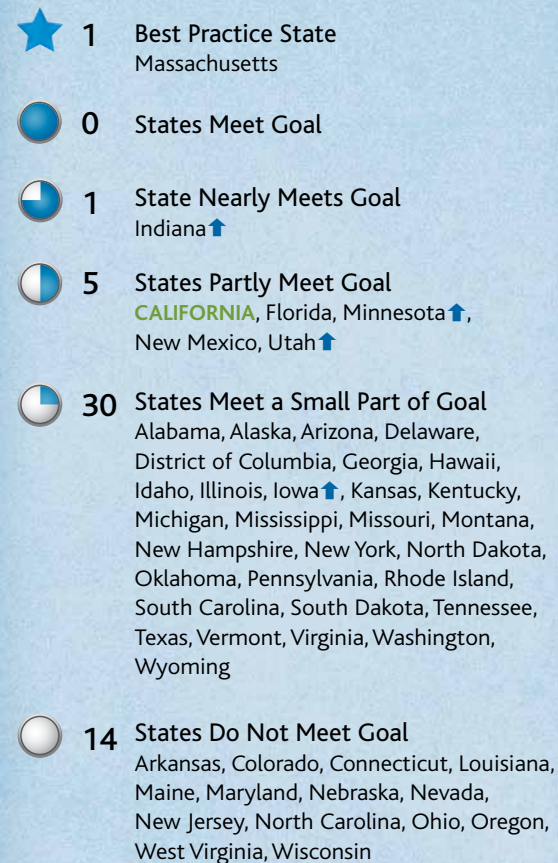 1 Best Practice State
Massachusetts
0 States Meet Goal
1 State Nearly Meets Goal
Indiana⬆
5 States Partly Meet Goal
CALIFORNIA, Florida, Minnesota⬆,
New Mexico, Utah⬆
30 States Meet a Small Part of Goal
Alabama, Alaska, Arizona, Delaware,
District of Columbia, Georgia, Hawaii,
Idaho, Illinois, Iowa⬆, Kansas, Kentucky,
Michigan, Mississippi, Missouri, Montana,
New Hampshire, New York, North Dakota,
Oklahoma, Pennsylvania, Rhode Island,
South Carolina, South Dakota, Tennessee,
Texas, Vermont, Virginia, Washington,
Wyoming
14 States Do Not Meet Goal
Arkansas, Colorado, Connecticut, Louisiana,
Maine, Maryland, Nebraska, Nevada,
New Jersey, North Carolina, Ohio, Oregon,
West Virginia, Wisconsin